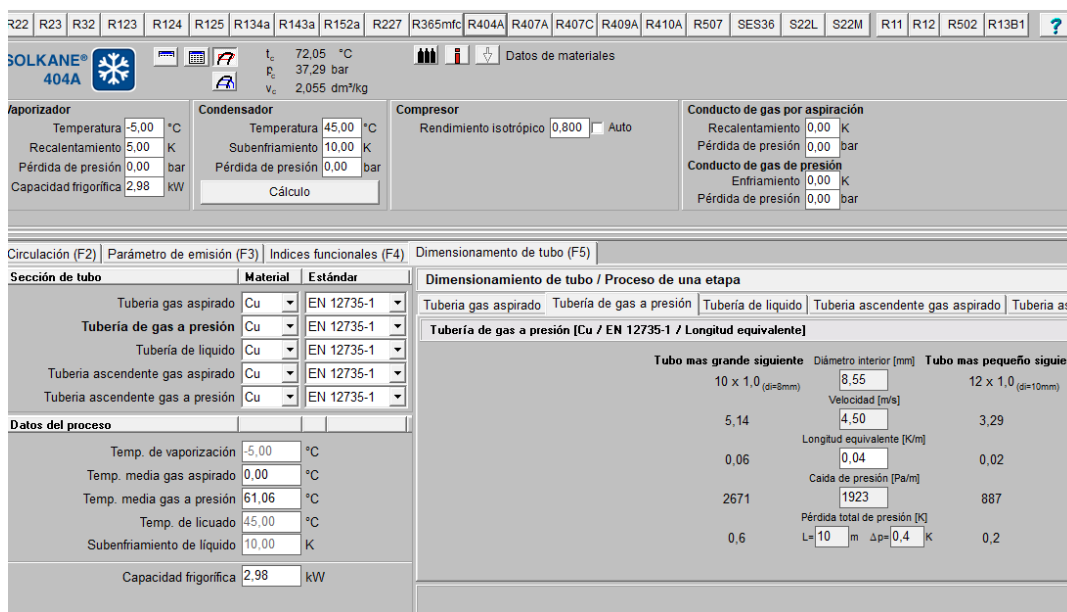 R22 R23 R32 R123 R124 R125 R134a R143a R152a R227 R365mfc R404A R407A R407C R409A R410A R507 SES36 S22L S22M R11 R12 R502 R13B1 ?
SOLKANE® 404A
tc 72,05 °C
pc 37,29 bar
vc 2,055 dm³/kg
Datos de materiales
Vaporizador
Temperatura -5,00 °C
Recalentamiento 5,00 K
Pérdida de presión 0,00 bar
Capacidad frigorífica 2,98 kW
Condensador
Temperatura 45,00 °C
Subenfriamiento 10,00 K
Pérdida de presión 0,00 bar
Cálculo
Compresor
Rendimiento isotrópico 0,800 Auto
Conducto de gas por aspiración
Recalentamiento 0,00 K
Pérdida de presión 0,00 bar
Conducto de gas de presión
Enfriamiento 0,00 K
Pérdida de presión 0,00 bar
Circulación (F2) Parámetro de emisión (F3) Indices funcionales (F4) Dimensionamento de tubo (F5)
Sección de tubo Material Estándar
Tuberia gas aspirado Cu EN 12735-1
Tubería de gas a presión Cu EN 12735-1
Tubería de liquido Cu EN 12735-1
Tuberia ascendente gas aspirado Cu EN 12735-1
Tuberia ascendente gas a presión Cu EN 12735-1
Datos del proceso
Temp. de vaporización -5,00 °C
Temp. media gas aspirado 0,00 °C
Temp. media gas a presión 61,06 °C
Temp. de licuado 45,00 °C
Subenfriamiento de líquido 10,00 K
Capacidad frigorífica 2,98 kW
Dimensionamiento de tubo / Proceso de una etapa
Tuberia gas aspirado Tubería de gas a presión Tubería de liquido Tuberia ascendente gas aspirado Tuberia as
Tubería de gas a presión [Cu / EN 12735-1 / Longitud equivalente]
Tubo mas grande siguiente Diámetro interior [mm] Tubo mas pequeño siguie
10 x 1,0 (di=8mm) 8,55 12 x 1,0 (di=10mm)
Velocidad [m/s]
5,14 4,50 3,29
Longitud equivalente [K/m]
0,06 0,04 0,02
Caida de presión [Pa/m]
2671 1923 887
Pérdida total de presión [K]
0,6 L= 10 m Δp= 0,4 K 0,2